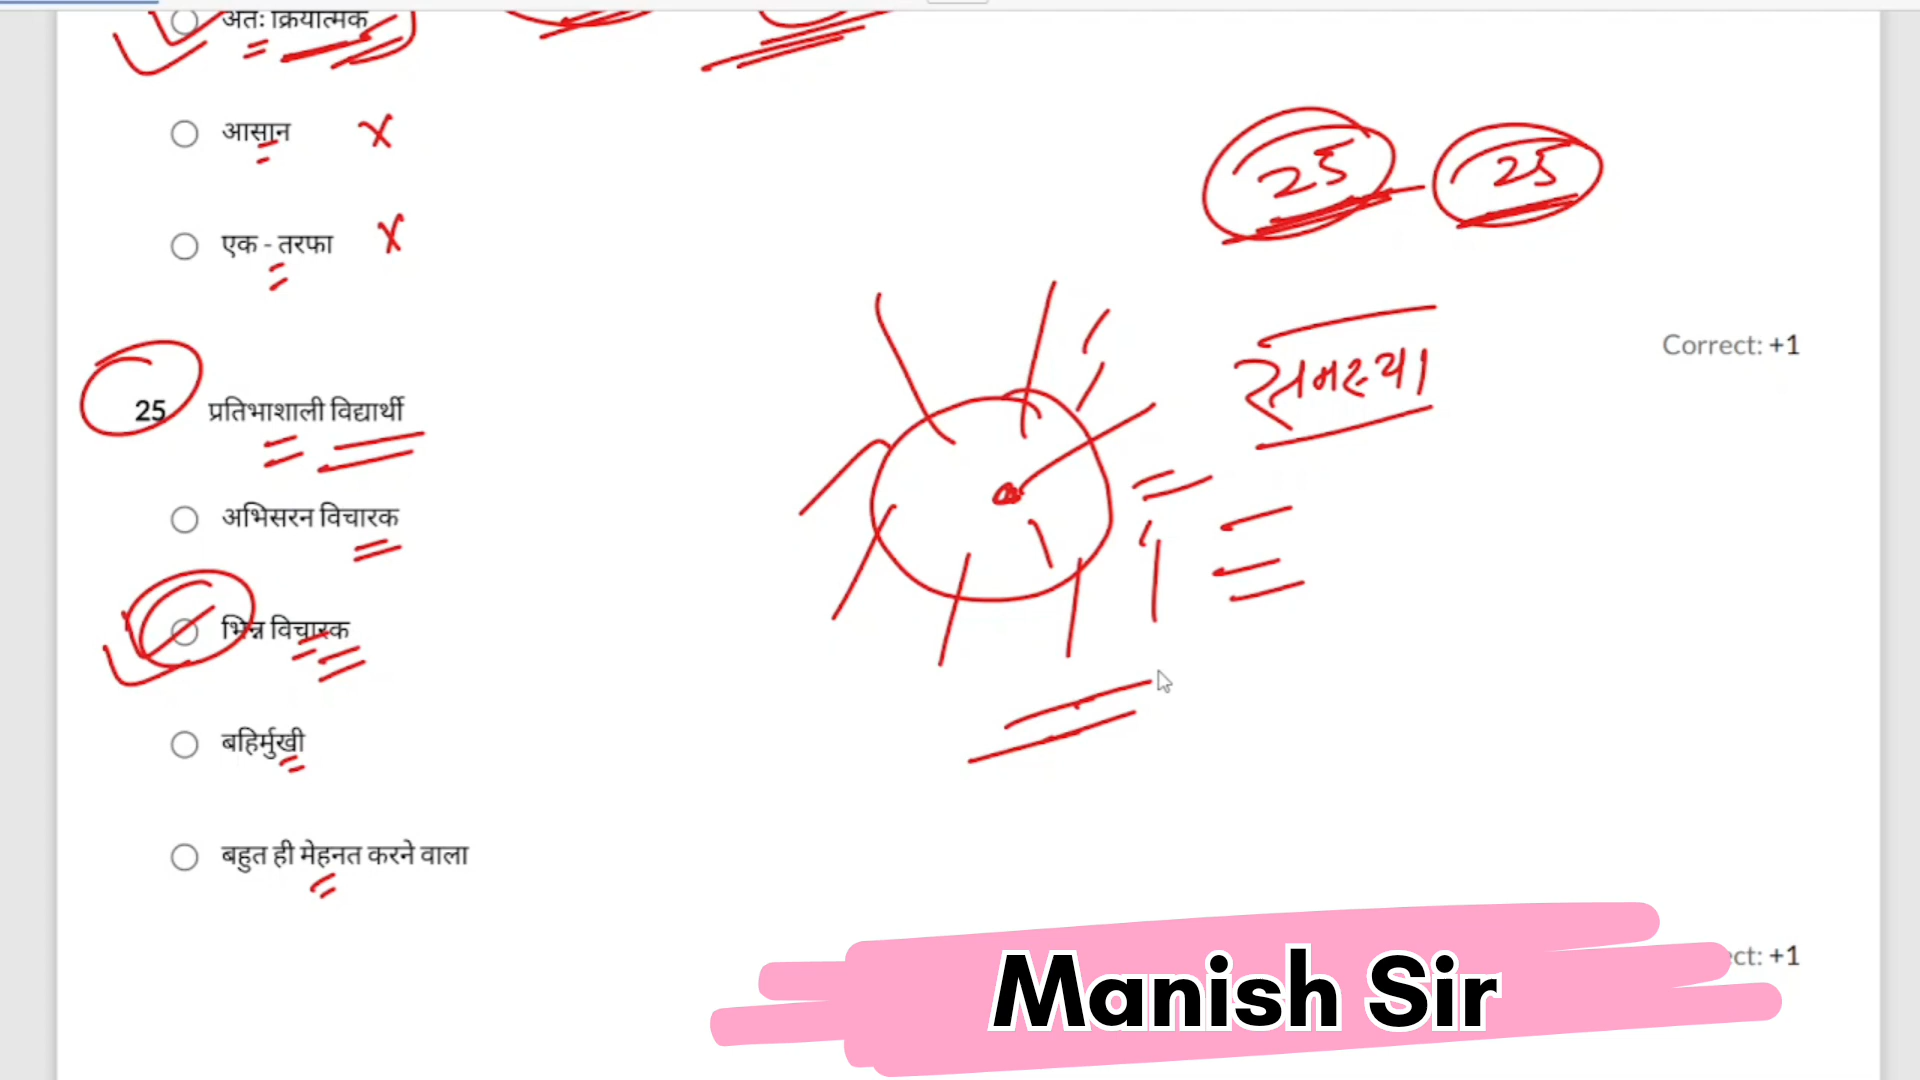 अतः क्रियात्मक
आसान X
25 - 25
एक - तरफा X
Correct: +1
समस्या
25 प्रतिभाशाली विद्यार्थी
अभिसरन विचारक
भिन्न विचारक
बहिर्मुखी
बहुत ही मेहनत करने वाला
ct: +1
Manish Sir